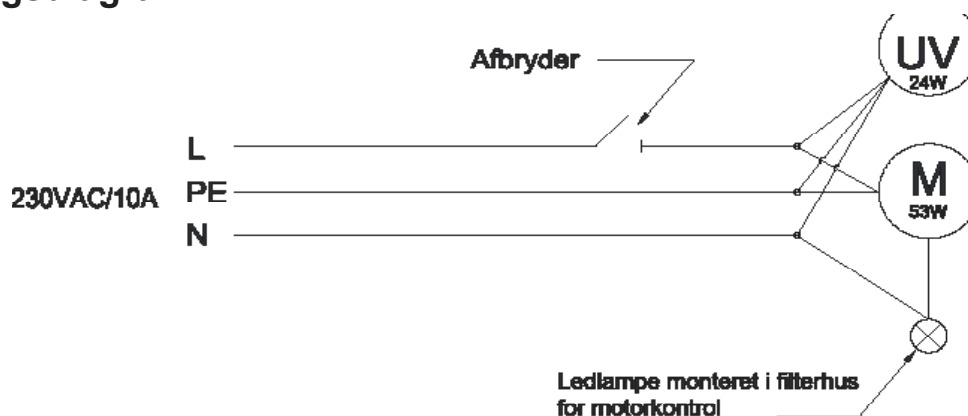 Afbryder
UV
24W
L
230VAC/10A
PE
M
53W
N
Ledlampe monteret i filterhus
for motorkontrol